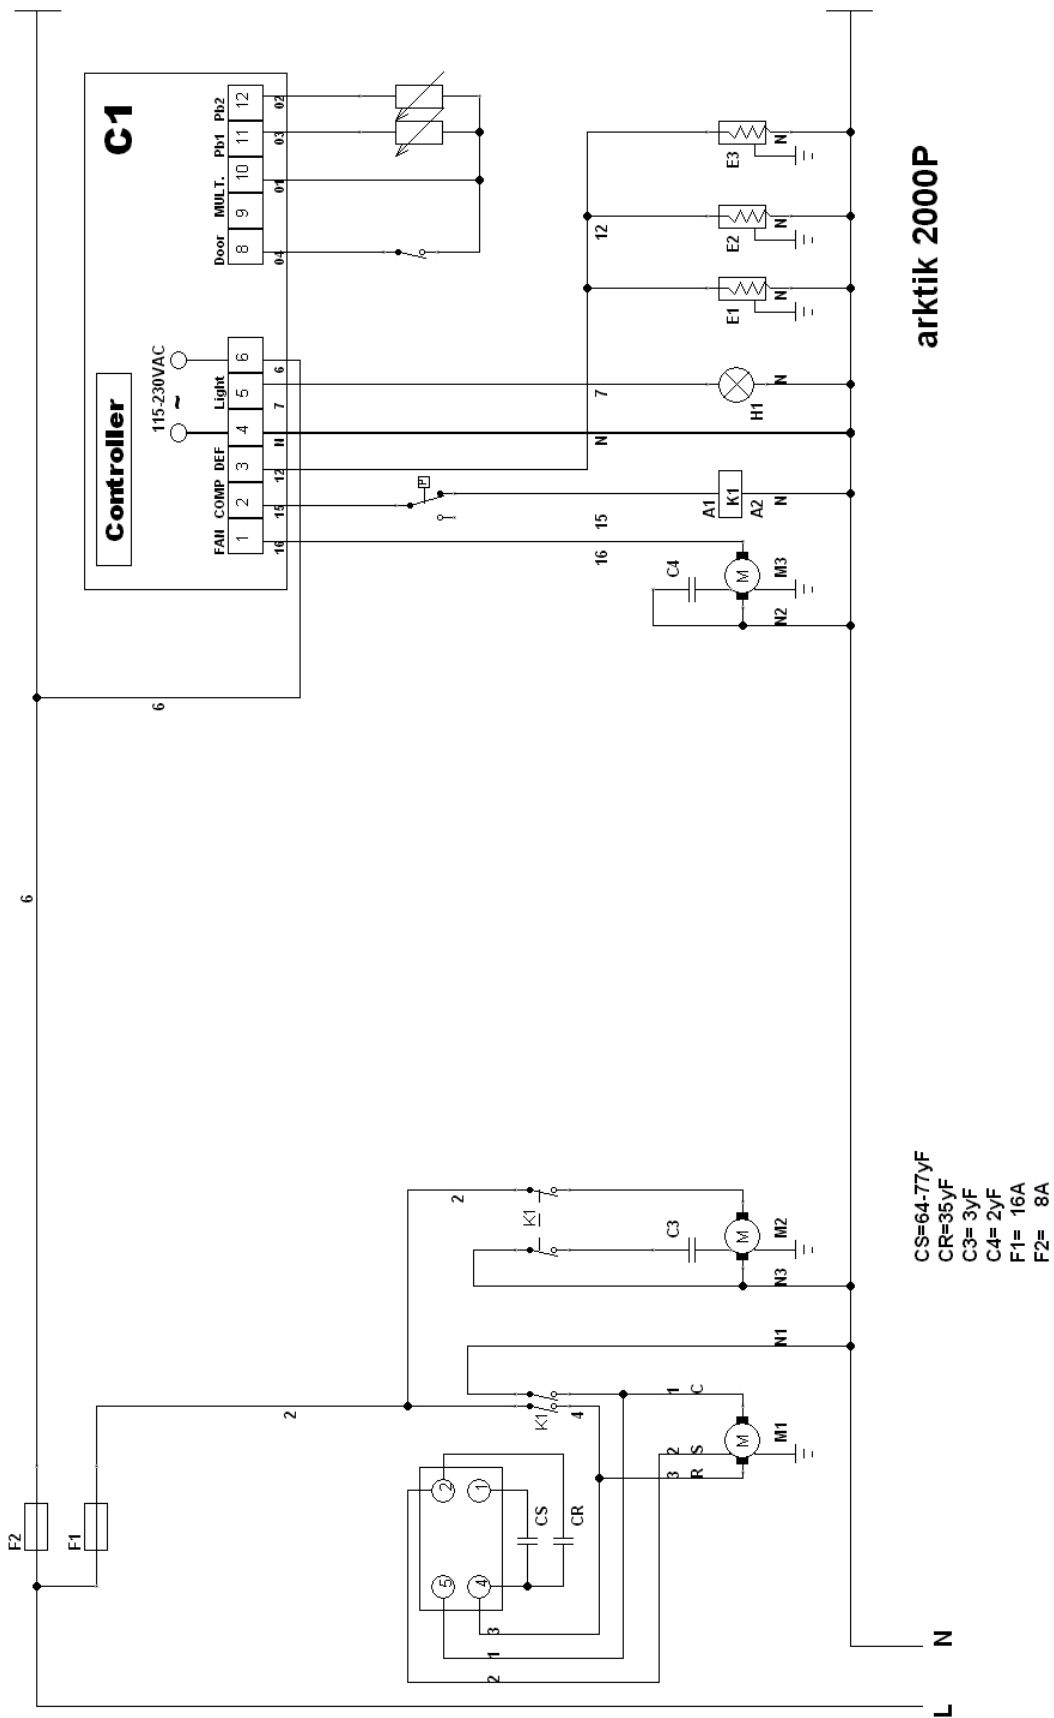 C1
Controller
115-230VAC
~
FAN COMP DEF Light Door MULT. Pb1 Pb2
1 2 3 4 5 6 8 9 10 11 12
16 15 12 N 7 6 04 01 03 02
P
6
6
16
15
N
7
12
C4
M
M3
N2
A1
K1
A2
N
H1
N
E1
N
E2
N
E3
N
F2
F1
2
2
K1
K1
4
5
2
4
1
CS
CR
2
1
3
3
R
2
S
1
C
M
M1
N1
C3
M
M2
N3
L
N
CS=64-77yF
CR=35yF
C3= 3yF
C4= 2yF
F1= 16A
F2= 8A
arktik 2000P